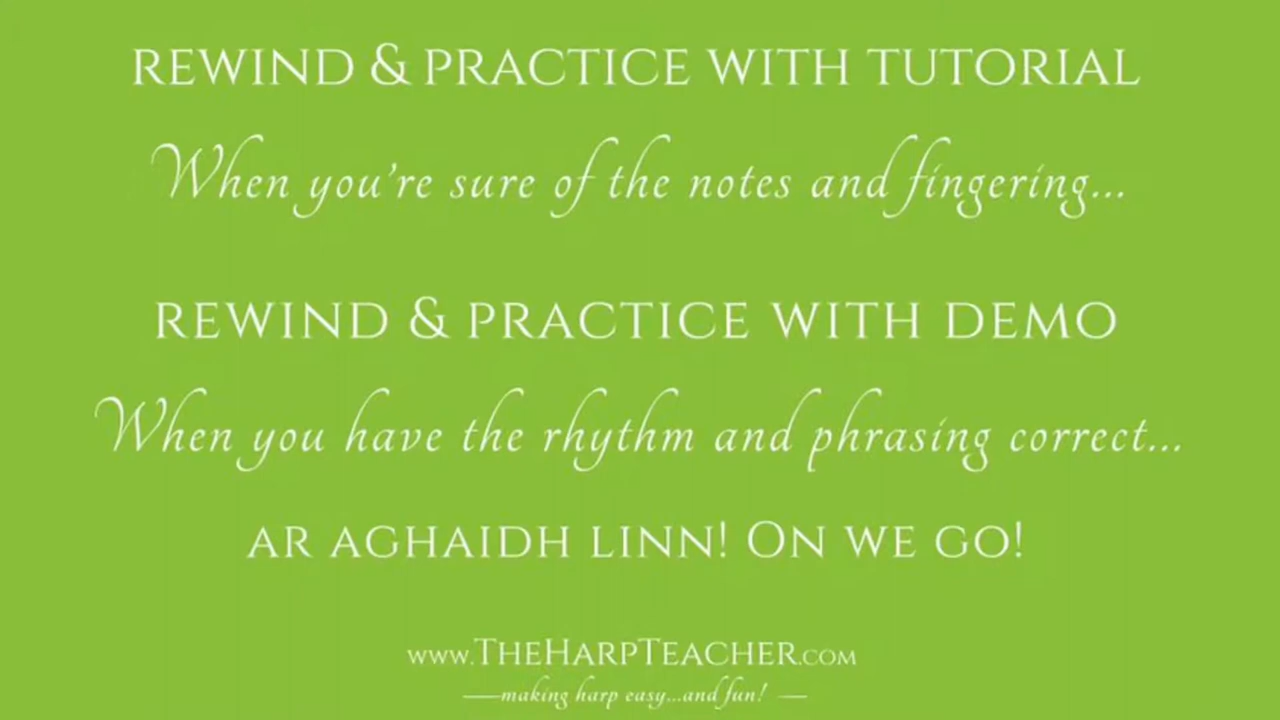 REWIND & PRACTICE WITH TUTORIAL
When you're sure of the notes and fingering...
REWIND & PRACTICE WITH DEMO
When you have the rhythm and phrasing correct...
AR AGHAIDH LINN! ON WE GO!
WWW.THEHARPTEACHER.COM
making harp easy...and fun!